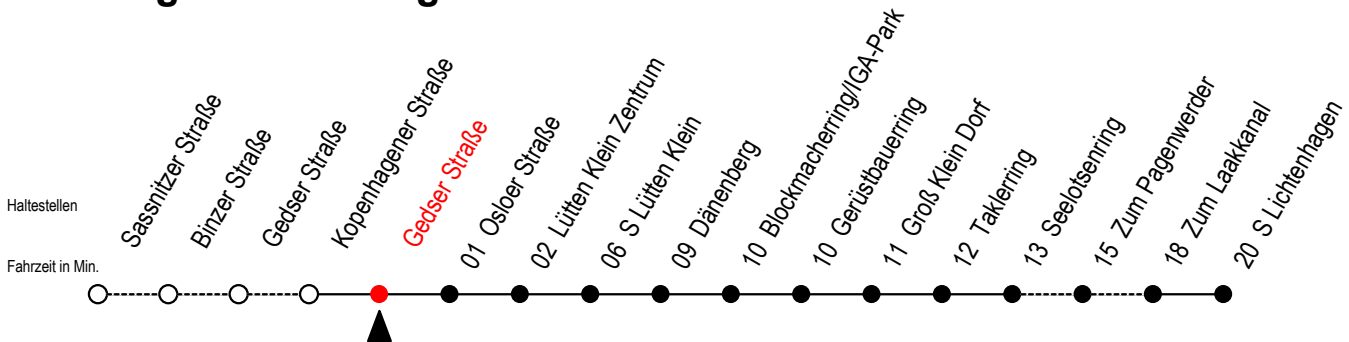 Haltestellen
Fahrzeit in Min.
Sassnitzer Straße
Binzer Straße
Gedser Straße
Kopenhagener Straße
Gedser Straße
01 Osloer Straße
02 Lütten Klein Zentrum
06 S Lütten Klein
09 Dänenberg
10 Blockmacherring/IGA-Park
10 Gerüstbauerring
11 Groß Klein Dorf
12 Taklerring
13 Seelotsenring
15 Zum Pagenwerder
18 Zum Laakkanal
20 S Lichtenhagen